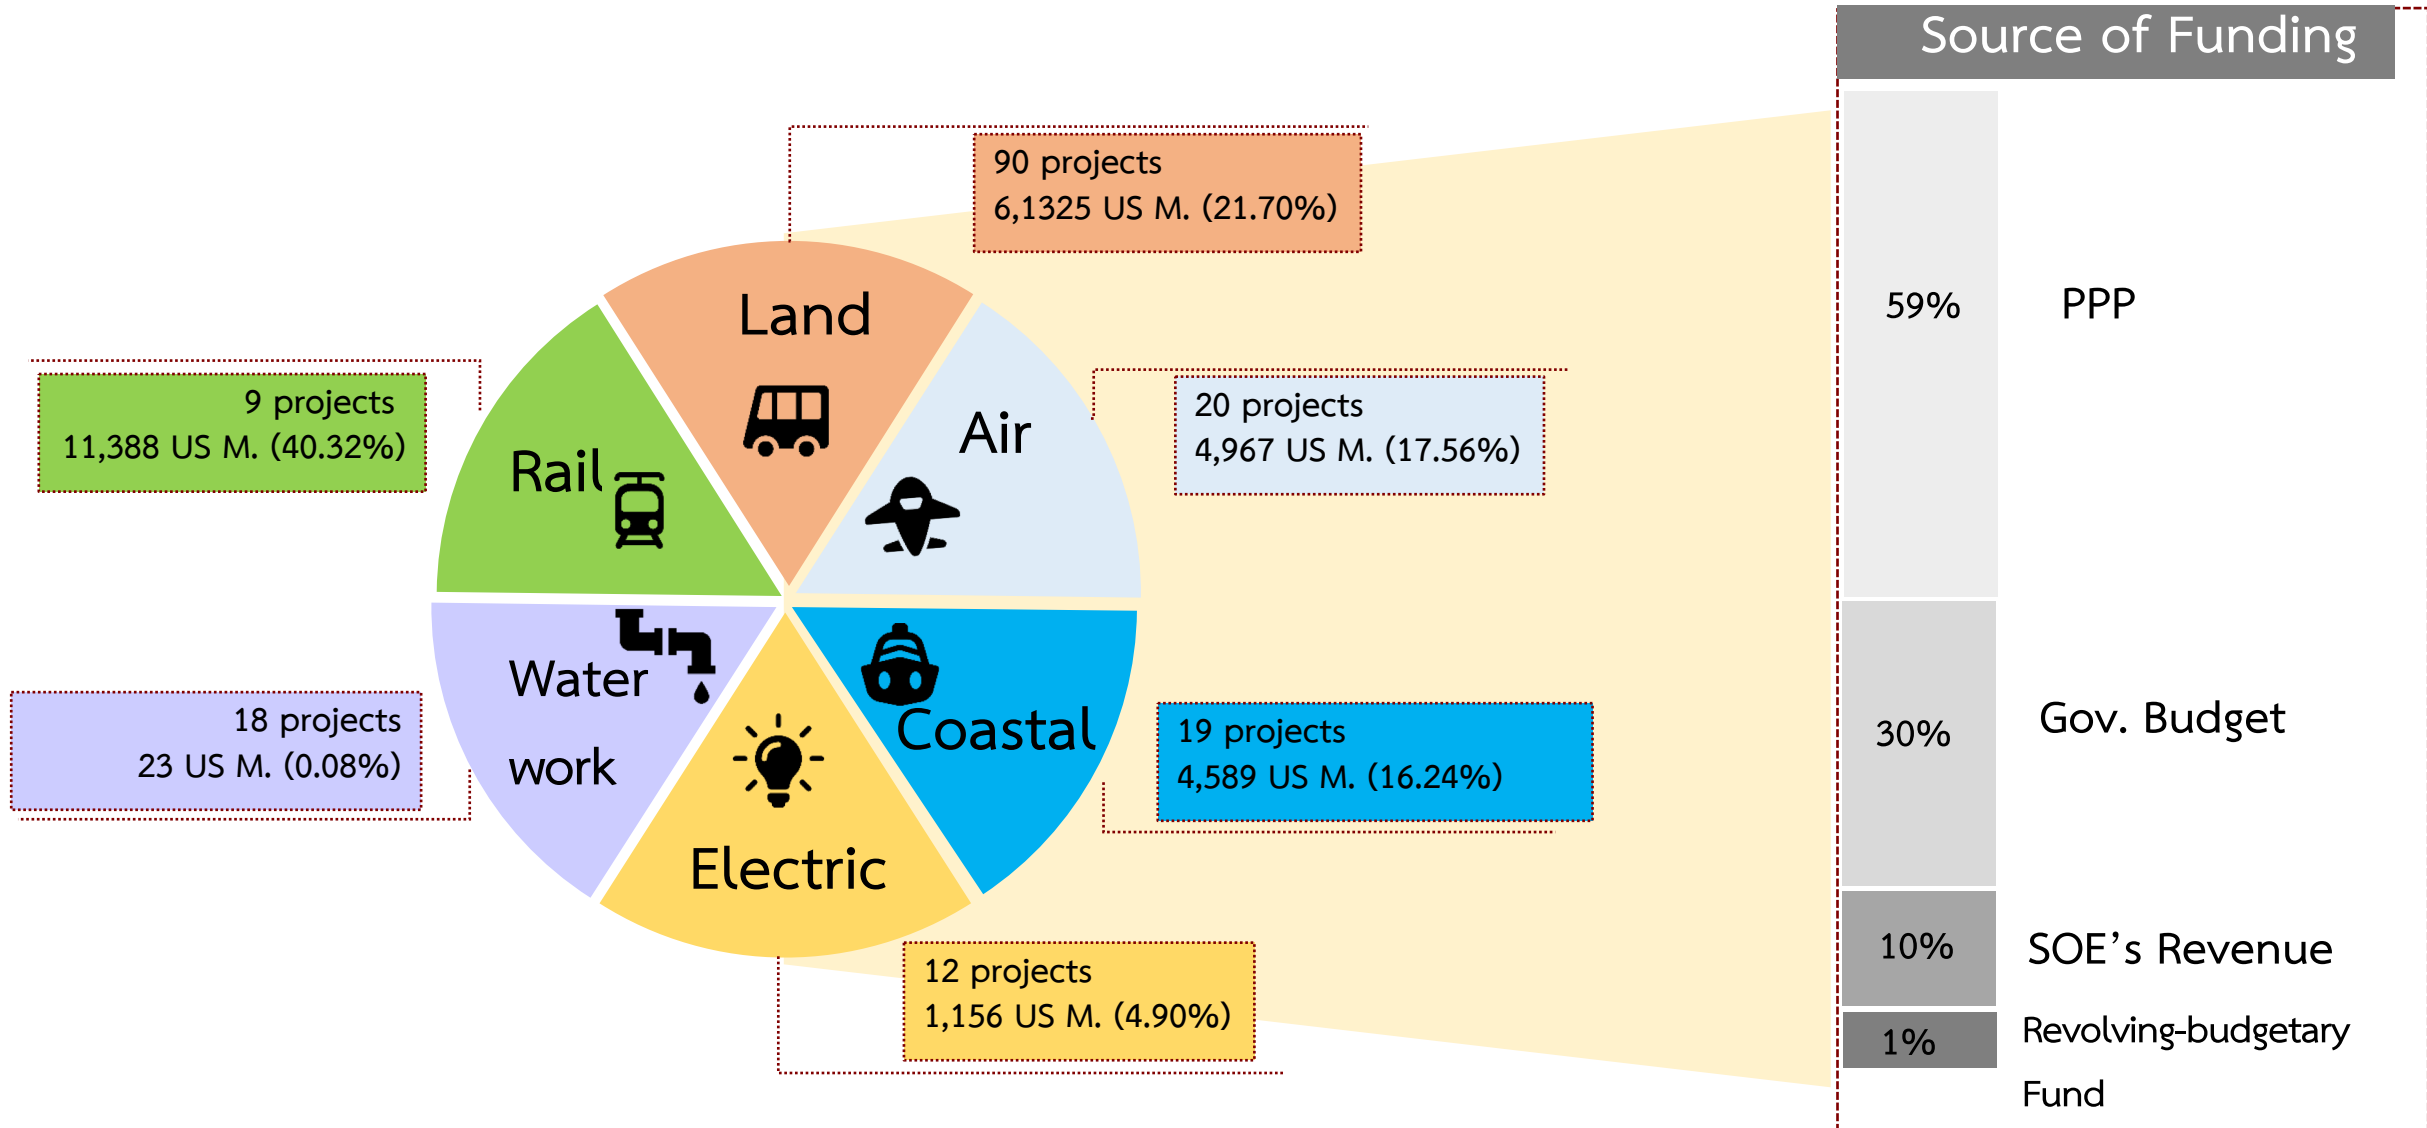 Source of Funding
90 projects
6,1325 US M. (21.70%)
Land
59%
PPP
9 projects
11,388 US M. (40.32%)
20 projects
4,967 US M. (17.56%)
Air
Rail
Water
work
18 projects
23 US M. (0.08%)
Coastal
19 projects
4,589 US M. (16.24%)
30%
Gov. Budget
Electric
12 projects
1,156 US M. (4.90%)
10%
SOE’s Revenue
1%
Revolving-budgetary
Fund